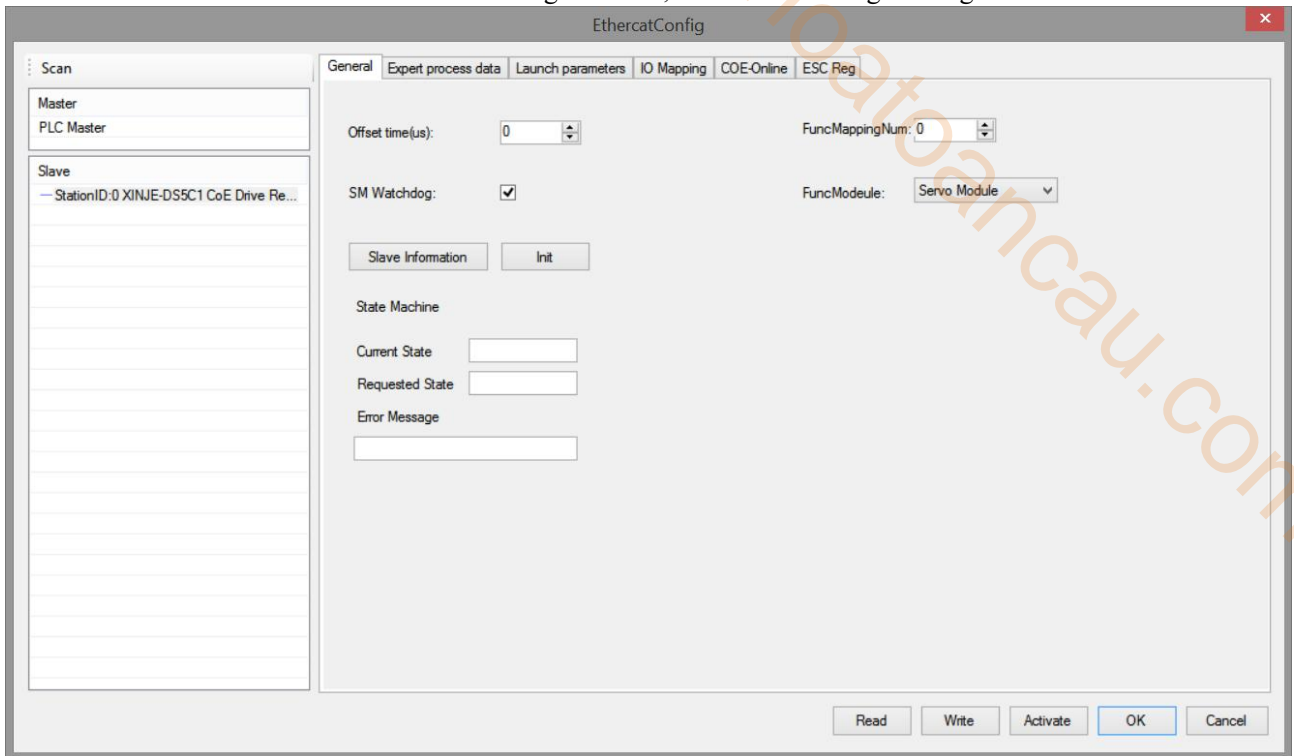 EthercatConfig
Scan
Master
PLC Master
Slave
StationID:0 XINJE-DS5C1 CoE Drive Re...
General Expert process data Launch parameters IO Mapping COE-Online ESC Reg
Offset time(us): 0 FuncMappingNum: 0
SM Watchdog: FuncModeule: Servo Module
Slave Information Init
State Machine
Current State
Requested State
Error Message
Read Write Activate OK Cancel